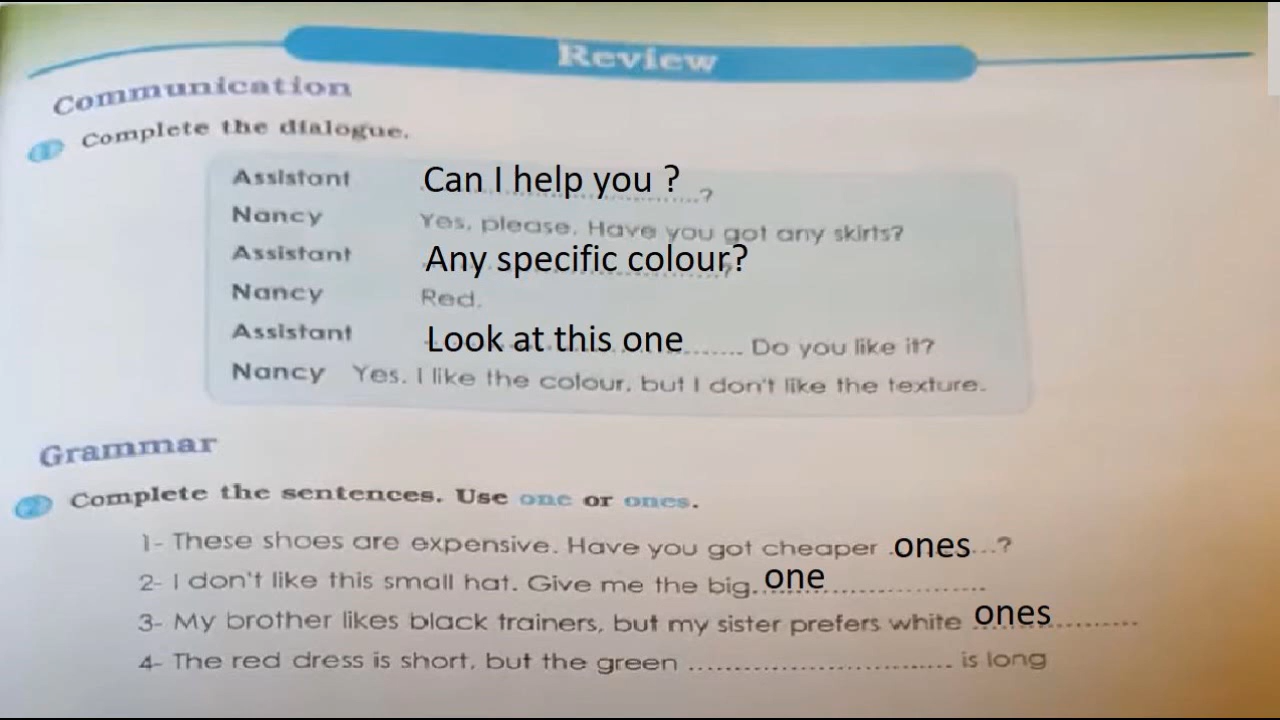 Review
Communication
1 Complete the dialogue.
Assistant Can I help you ? ..............................?
Nancy Yes, please. Have you got any skirts?
Assistant Any specific colour? ..............................?
Nancy Red.
Assistant Look at this one ....... Do you like it?
Nancy Yes. I like the colour, but I don't like the texture.
Grammar
2 Complete the sentences. Use one or ones.
1- These shoes are expensive. Have you got cheaper .ones...?
2- I don't like this small hat. Give me the big. one ....................
3- My brother likes black trainers, but my sister prefers white ones ..........
4- The red dress is short, but the green .............................. is long